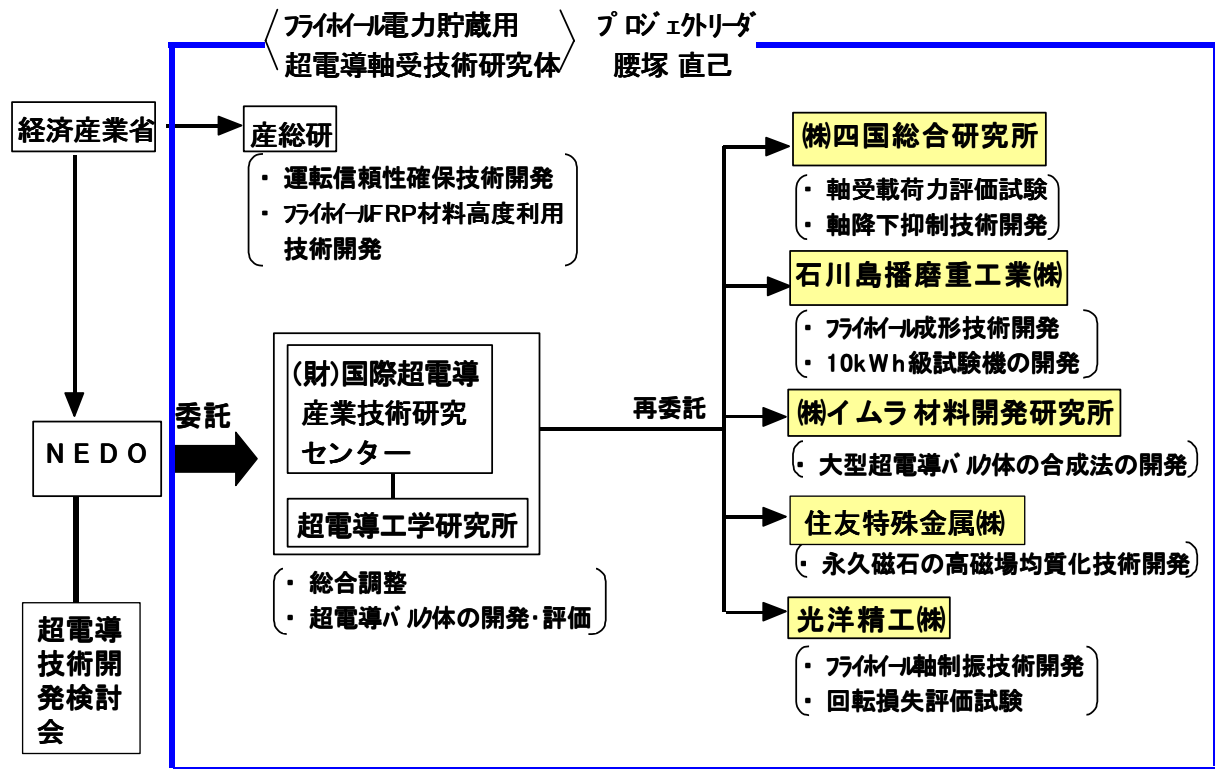 フライホイール電力貯蔵用
超電導軸受技術研究体
プロジェクトリーダ
腰塚 直己
経済産業省
産総研
・ 運転信頼性確保技術開発
・ フライホイールFRP材料高度利用
技術開発
NEDO
委託
(財)国際超電導
産業技術研究
センター
超電導工学研究所
・ 総合調整
・ 超電導バルク体の開発・評価
超電導
技術開
発検討
会
再委託
㈱四国総合研究所
・ 軸受載荷力評価試験
・ 軸降下抑制技術開発
石川島播磨重工業㈱
・ フライホイール成形技術開発
・ 10kWh級試験機の開発
㈱イムラ材料開発研究所
・ 大型超電導バルク体の合成法の開発
住友特殊金属㈱
・ 永久磁石の高磁場均質化技術開発
光洋精工㈱
・ フライホイール軸制振技術開発
・ 回転損失評価試験